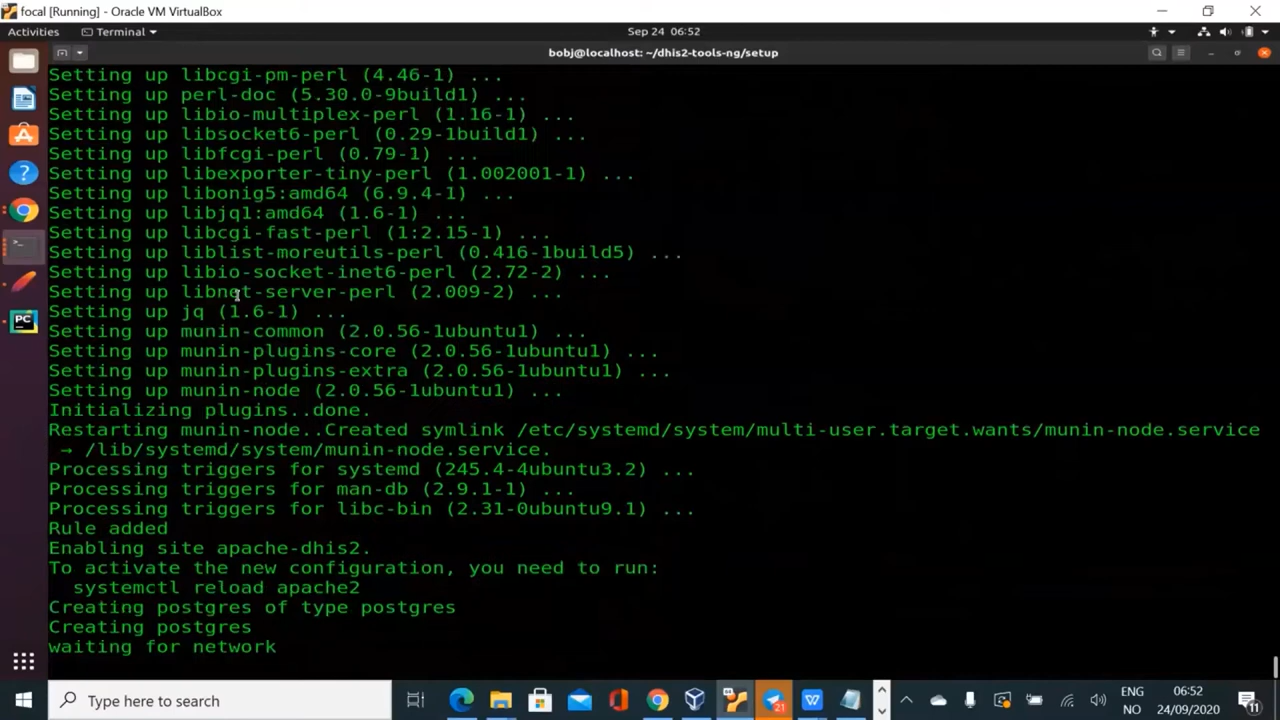 focal [Running] - Oracle VM VirtualBox
Activities Terminal Sep 24 06:52
bobj@localhost: ~/dhis2-tools-ng/setup
Setting up libcgi-pm-perl (4.46-1) ...
Setting up perl-doc (5.30.0-9build1) ...
Setting up libio-multiplex-perl (1.16-1) ...
Setting up libsocket6-perl (0.29-1build1) ...
Setting up libfcgi-perl (0.79-1) ...
Setting up libexporter-tiny-perl (1.002001-1) ...
Setting up libonig5:amd64 (6.9.4-1) ...
Setting up libjq1:amd64 (1.6-1) ...
Setting up libcgi-fast-perl (1:2.15-1) ...
Setting up liblist-moreutils-perl (0.416-1build5) ...
Setting up libio-socket-inet6-perl (2.72-2) ...
Setting up libnet-server-perl (2.009-2) ...
Setting up jq (1.6-1) ...
Setting up munin-common (2.0.56-1ubuntu1) ...
Setting up munin-plugins-core (2.0.56-1ubuntu1) ...
Setting up munin-plugins-extra (2.0.56-1ubuntu1) ...
Setting up munin-node (2.0.56-1ubuntu1) ...
Initializing plugins..done.
Restarting munin-node..Created symlink /etc/systemd/system/multi-user.target.wants/munin-node.service
→ /lib/systemd/system/munin-node.service.
Processing triggers for systemd (245.4-4ubuntu3.2) ...
Processing triggers for man-db (2.9.1-1) ...
Processing triggers for libc-bin (2.31-0ubuntu9.1) ...
Rule added
Enabling site apache-dhis2.
To activate the new configuration, you need to run:
systemctl reload apache2
Creating postgres of type postgres
Creating postgres
waiting for network
PC
Type here to search
21
W
ENG
NO
06:52
24/09/2020
11